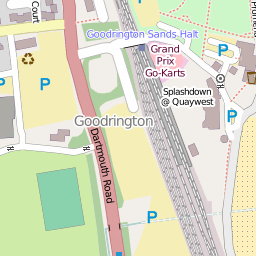 Court
Goodrington Sands Halt
Grand
Prix
Go-Karts
P
P
P
Splashdown
@ Quaywest
Goodrington
P
P
P
Dartmouth Road